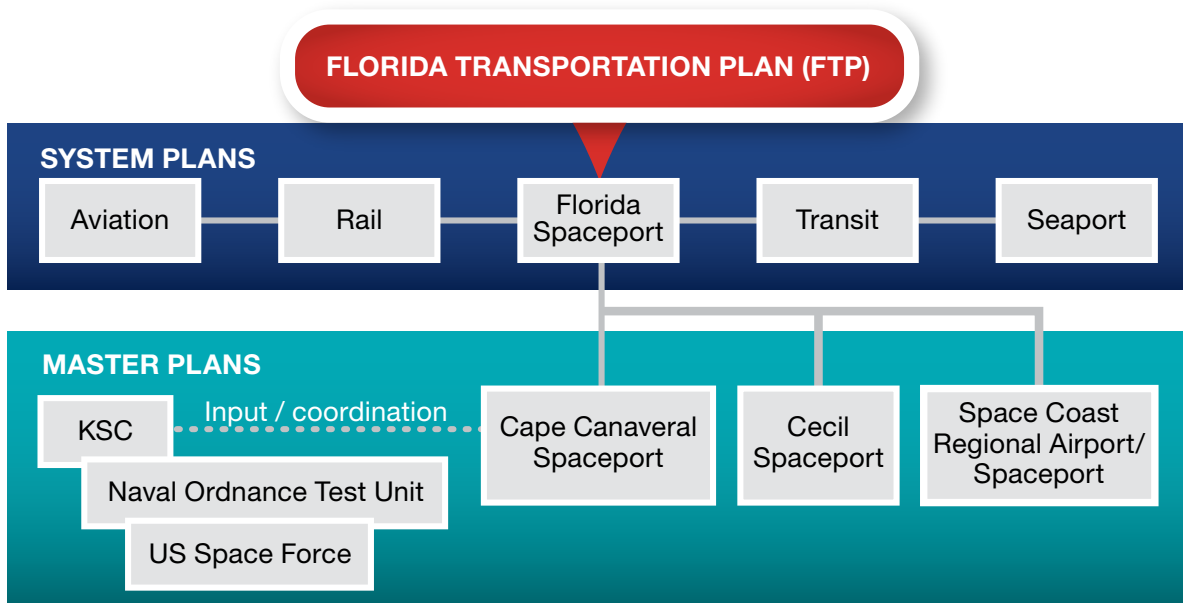 FLORIDA TRANSPORTATION PLAN (FTP)
SYSTEM PLANS
Aviation
Rail
Florida
Spaceport
Transit
Seaport
MASTER PLANS
KSC
Input / coordination
Naval Ordnance Test Unit
US Space Force
Cape Canaveral
Spaceport
Cecil
Spaceport
Space Coast
Regional Airport/
Spaceport